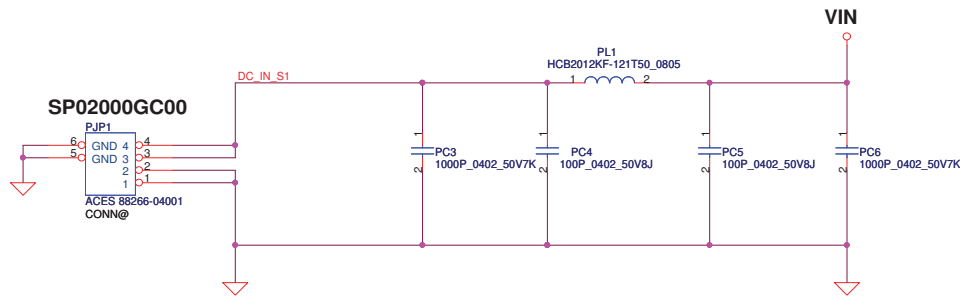 VIN
PL1
HCB2012KF-121T50_0805
DC_IN_S1
1 2
SP02000GC00
PJP1
6 GND 4 4
5 GND 3 3
2 2
1 1
ACES 88266-04001
CONN@
1
2
PC3
1000P_0402_50V7K
1
2
PC4
100P_0402_50V8J
1
2
PC5
100P_0402_50V8J
1
2
PC6
1000P_0402_50V7K